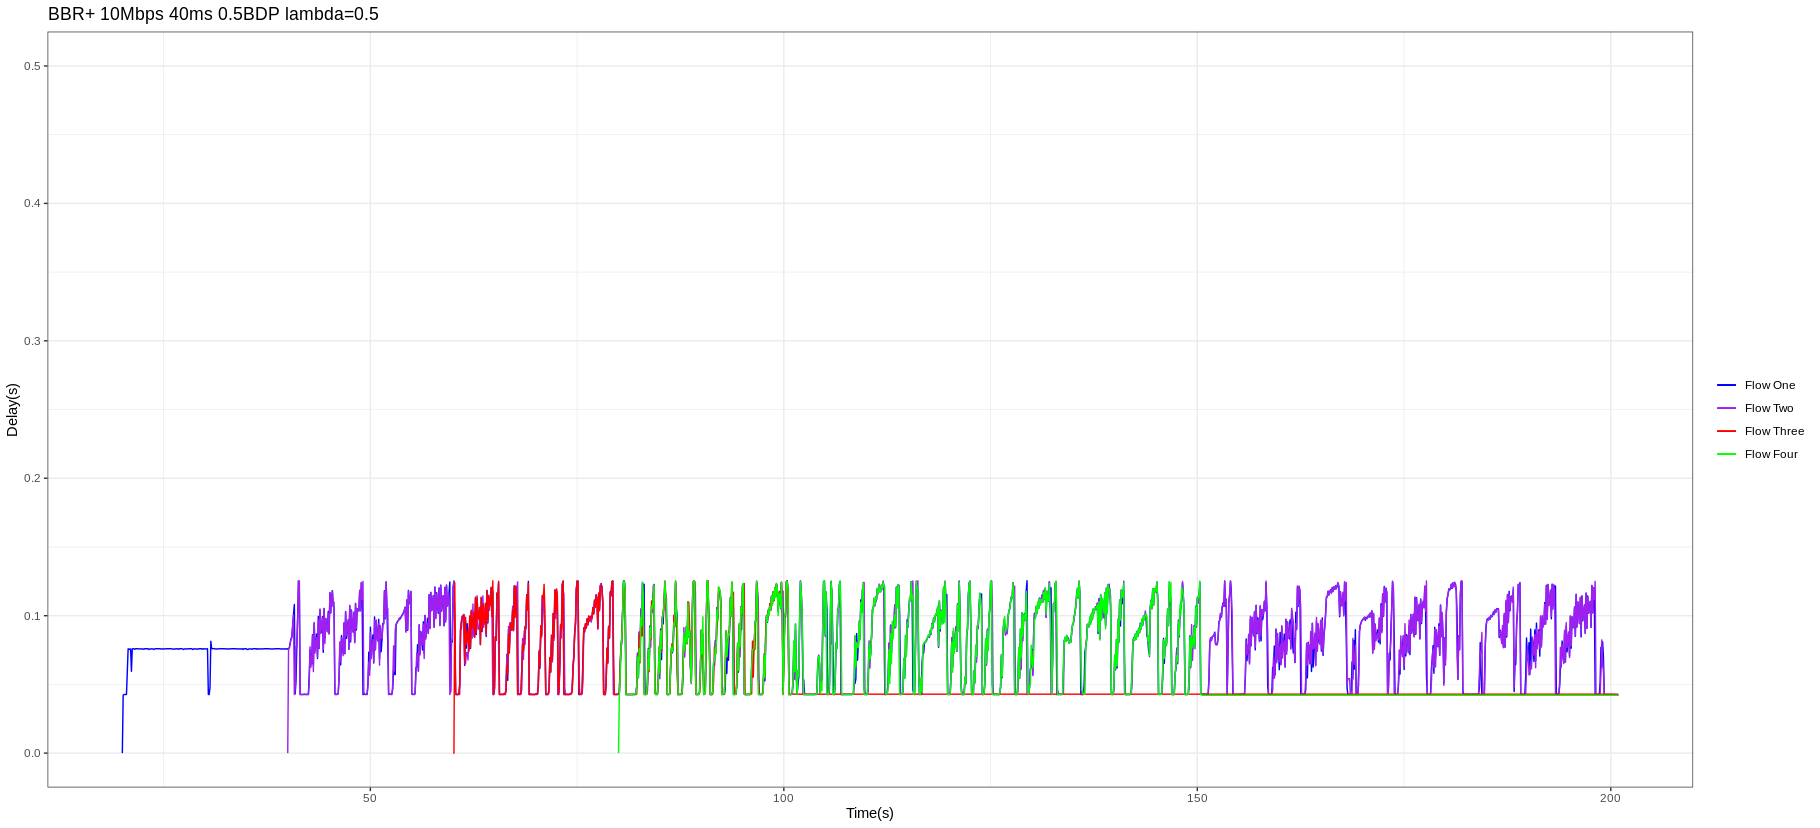 BBR+ 10Mbps 40ms 0.5BDP lambda=0.5
0.5
0.4
0.3
0.2
0.1
0.0
Delay(s)
50
100
150
200
Time(s)
Flow One
Flow Two
Flow Three
Flow Four